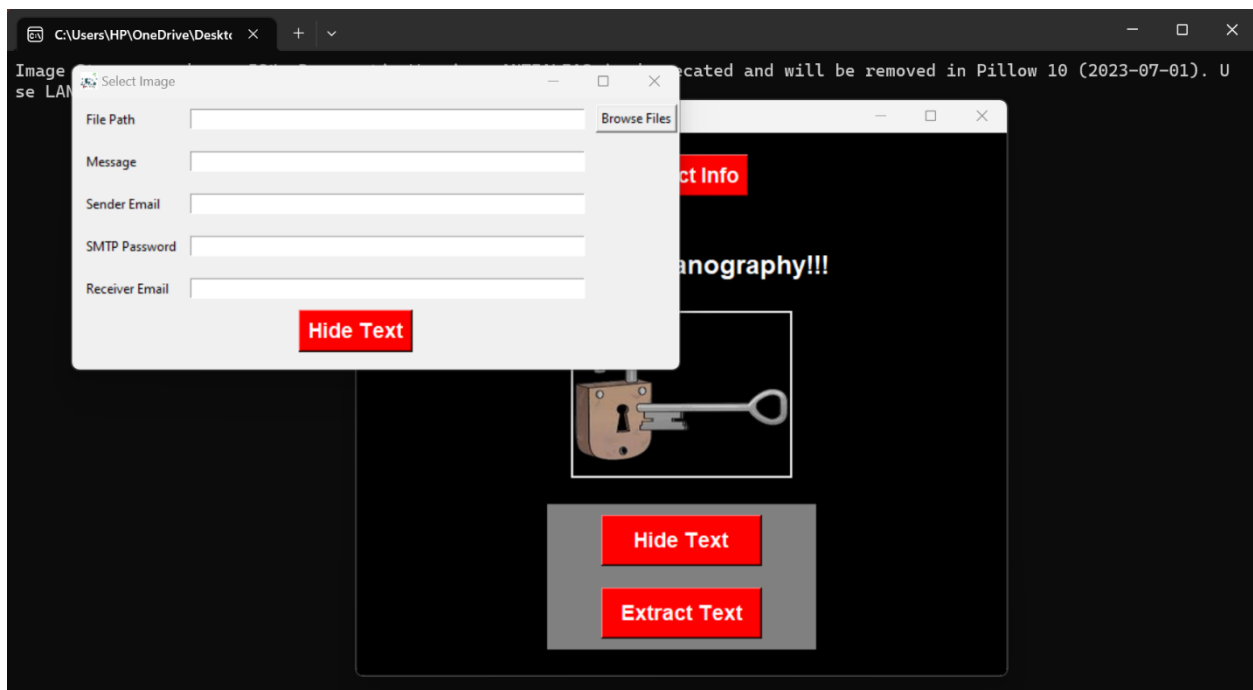 C:\Users\HP\OneDrive\Deskto
Image
ecated and will be removed in Pillow 10 (2023-07-01). U
se LAN
Select Image
File Path
Browse Files
Message
Sender Email
SMTP Password
Receiver Email
Hide Text
ct Info
anography!!!
Hide Text
Extract Text